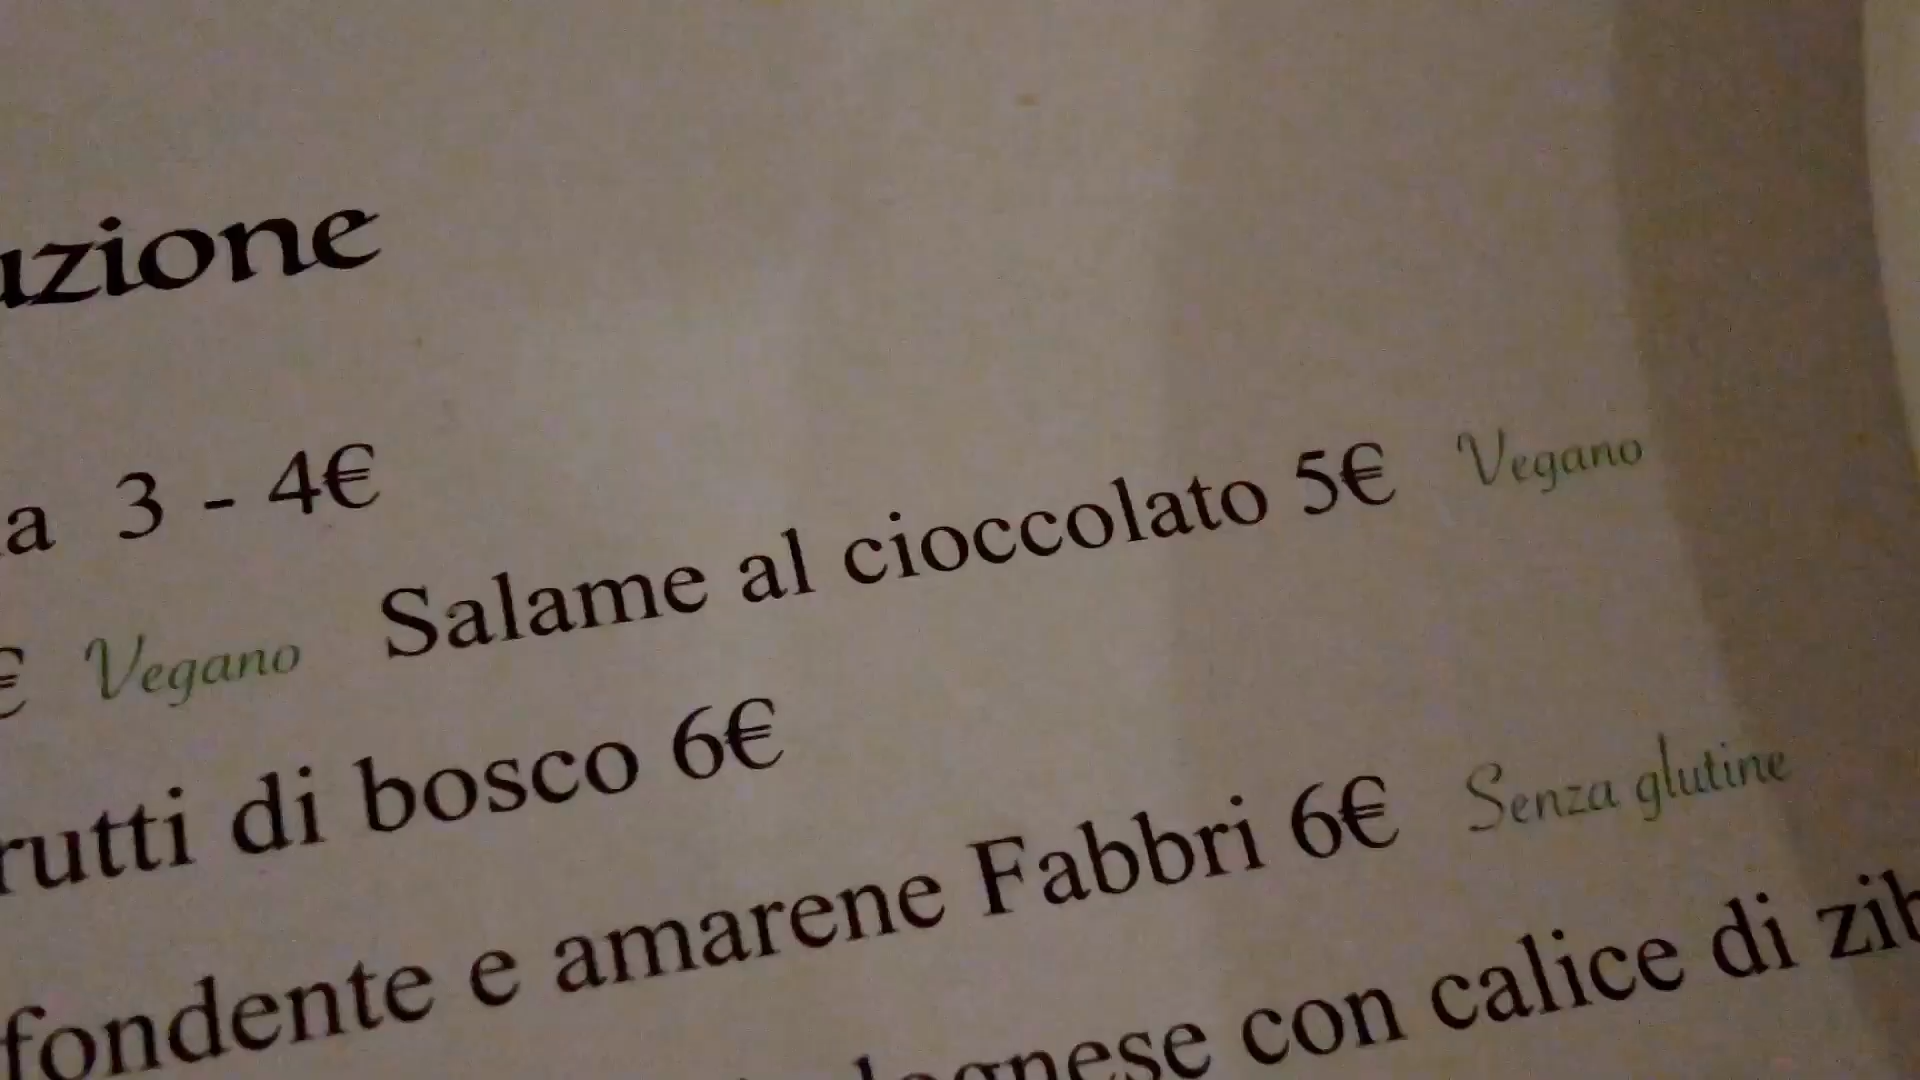 uzione
a 3 - 4€
€ Vegano Salame al cioccolato 5€ Vegano
rutti di bosco 6€
fondente e amarene Fabbri 6€ Senza glutine
con calice di zib